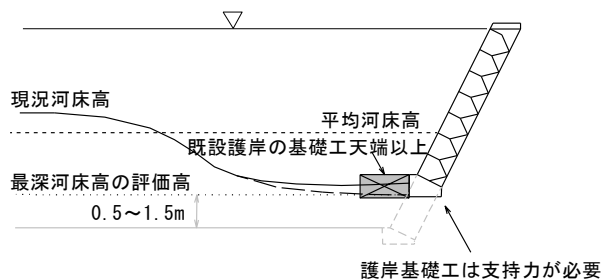 現況河床高
平均河床高
既設護岸の基礎工天端以上
最深河床高の評価高
0.5～1.5m
護岸基礎工は支持力が必要